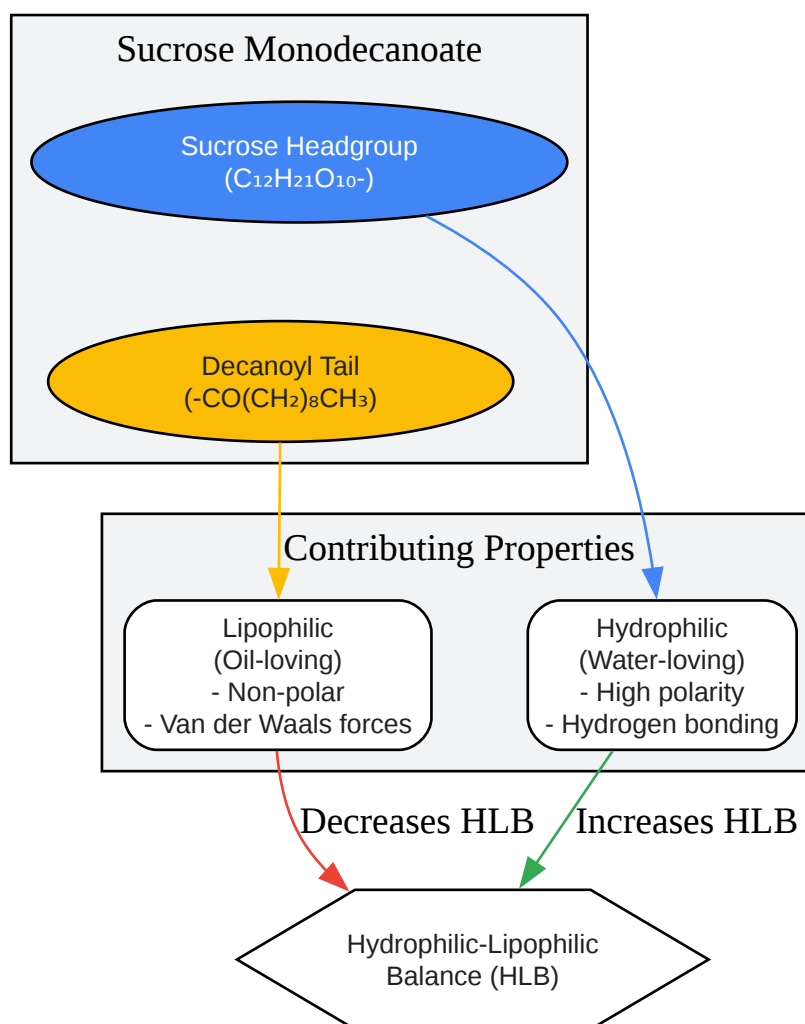 Sucrose Monodecanoate
Sucrose Headgroup
(C₁₂H₂₁O₁₀-)
Decanoyl Tail
(-CO(CH₂)₈CH₃)
Contributing Properties
Lipophilic
(Oil-loving)
- Non-polar
- Van der Waals forces
Hydrophilic
(Water-loving)
- High polarity
- Hydrogen bonding
Decreases HLB
Increases HLB
Hydrophilic-Lipophilic
Balance (HLB)